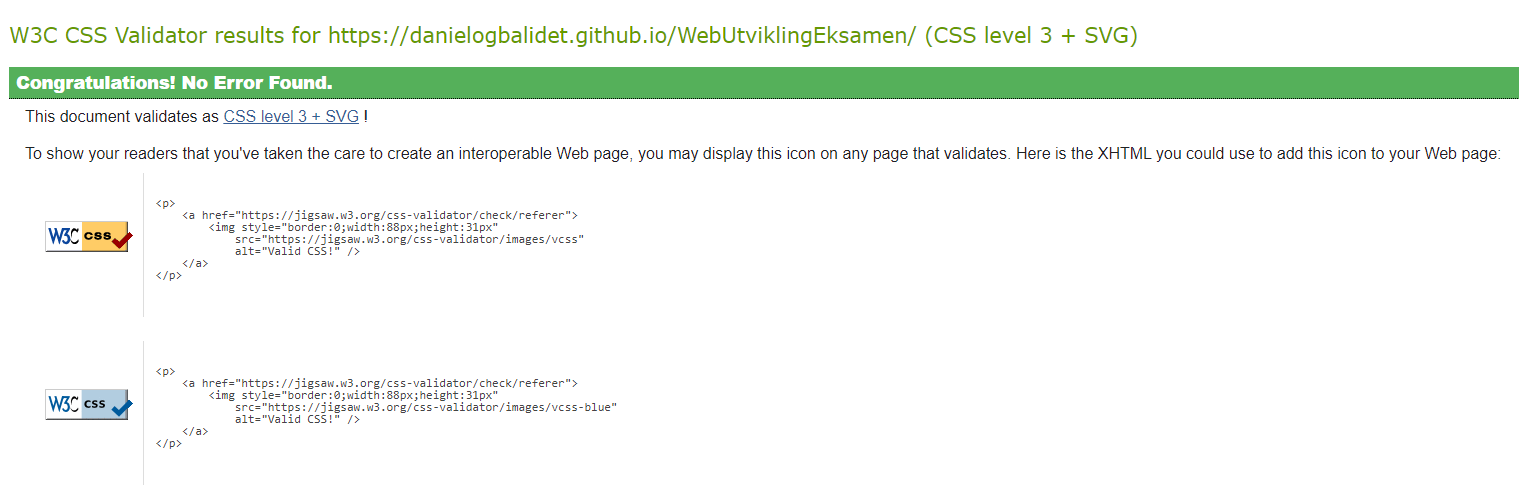 W3C CSS Validator results for https://danielogbalidet.github.io/WebUtviklingEksamen/ (CSS level 3 + SVG)
Congratulations! No Error Found.
This document validates as CSS level 3 + SVG !
To show your readers that you've taken the care to create an interoperable Web page, you may display this icon on any page that validates. Here is the XHTML you could use to add this icon to your Web page:
W3C css
<p>
<a href="https://jigsaw.w3.org/css-validator/check/referer">
<img style="border:0;width:88px;height:31px"
src="https://jigsaw.w3.org/css-validator/images/vcss"
alt="Valid CSS!" />
</a>
</p>
W3C css
<p>
<a href="https://jigsaw.w3.org/css-validator/check/referer">
<img style="border:0;width:88px;height:31px"
src="https://jigsaw.w3.org/css-validator/images/vcss-blue"
alt="Valid CSS!" />
</a>
</p>